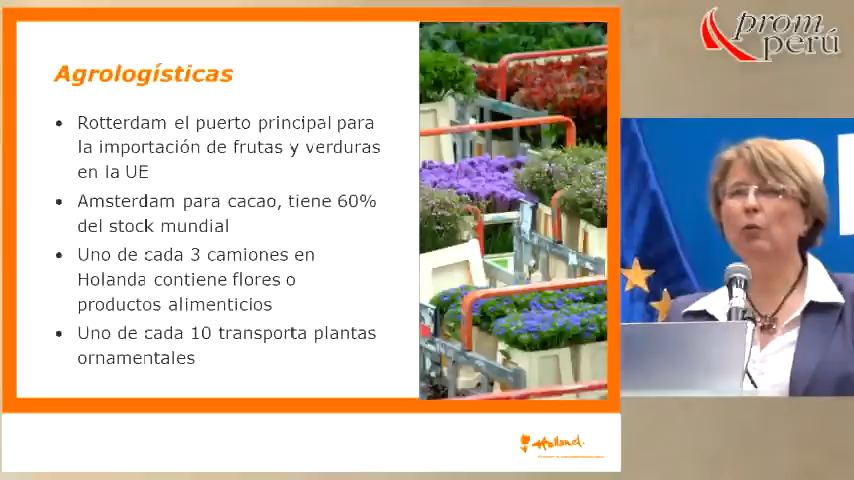 Agrologísticas
• Rotterdam el puerto principal para
la importación de frutas y verduras
en la UE
• Amsterdam para cacao, tiene 60%
del stock mundial
• Uno de cada 3 camiones en
Holanda contiene flores o
productos alimenticios
• Uno de cada 10 transporta plantas
ornamentales
Holland.
prom
perú